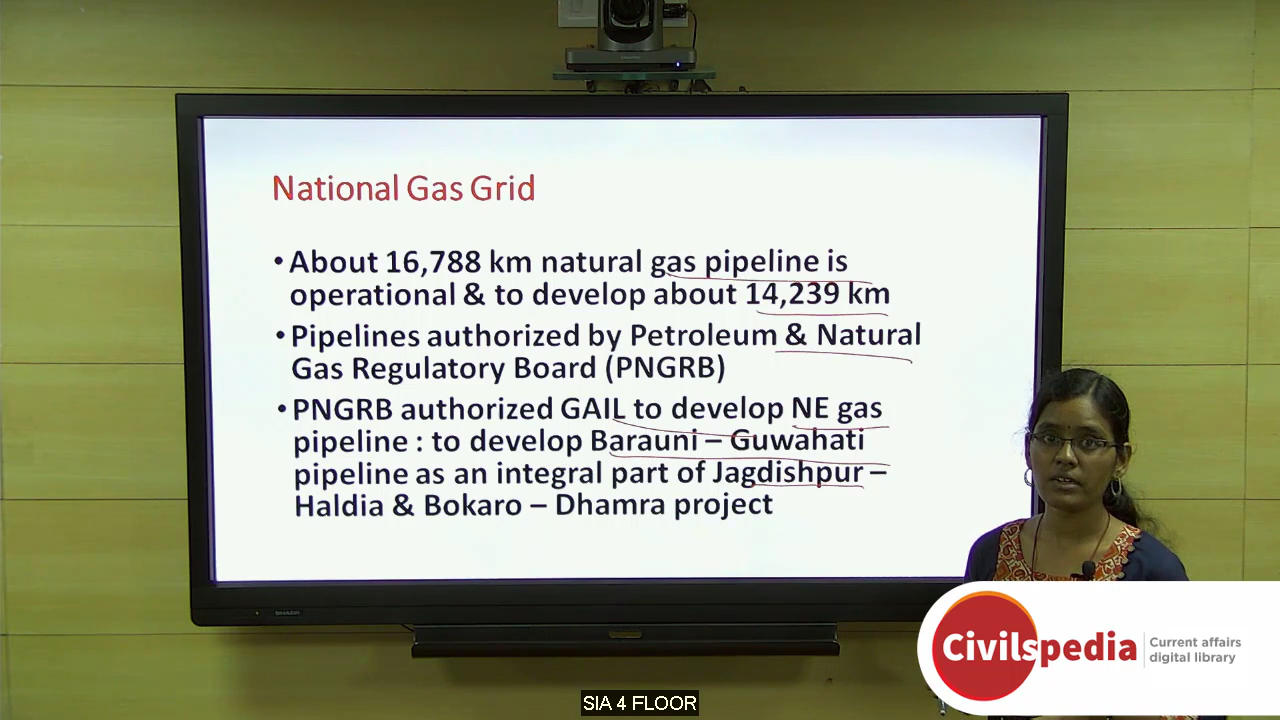 National Gas Grid
•About 16,788 km natural gas pipeline is
operational & to develop about 14,239 km
•Pipelines authorized by Petroleum & Natural
Gas Regulatory Board (PNGRB)
•PNGRB authorized GAIL to develop NE gas
pipeline : to develop Barauni – Guwahati
pipeline as an integral part of Jagdishpur –
Haldia & Bokaro – Dhamra project
Civilspedia
Current affairs
digital library
SIA 4 FLOOR